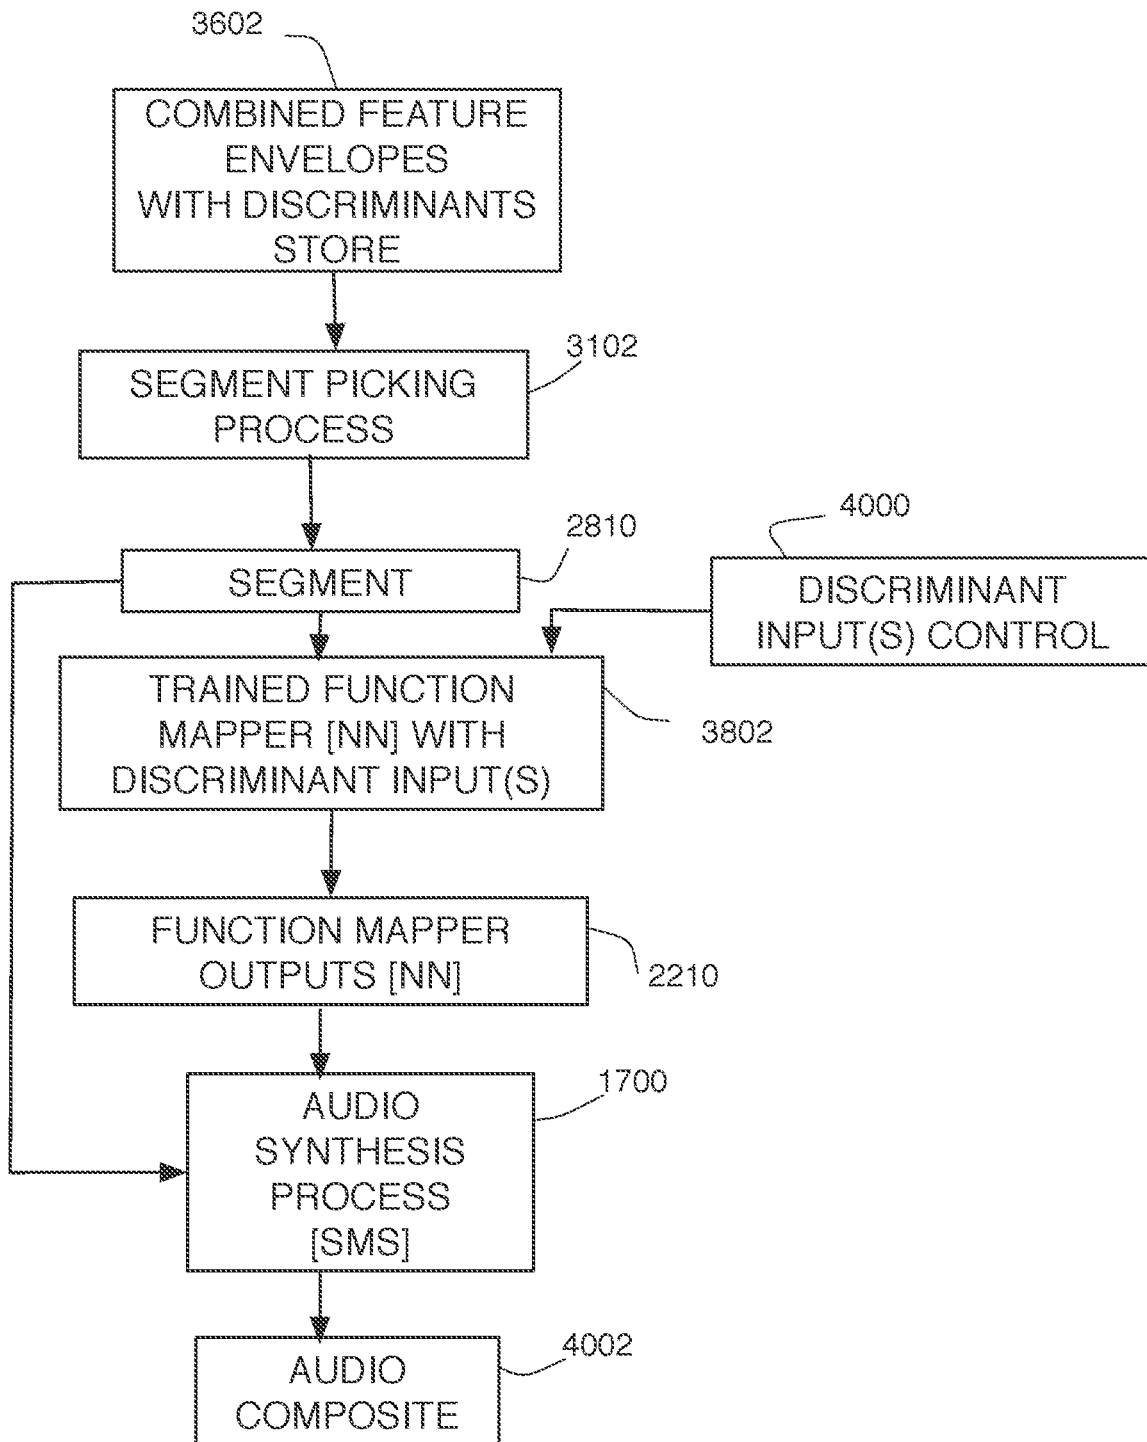 3602
COMBINED FEATURE
ENVELOPES
WITH DISCRIMINANTS
STORE
3102
SEGMENT PICKING
PROCESS
2810
SEGMENT
4000
DISCRIMINANT
INPUT(S) CONTROL
TRAINED FUNCTION
MAPPER [NN] WITH
DISCRIMINANT INPUT(S)
3802
FUNCTION MAPPER
OUTPUTS [NN]
2210
1700
AUDIO
SYNTHESIS
PROCESS
[SMS]
4002
AUDIO
COMPOSITE